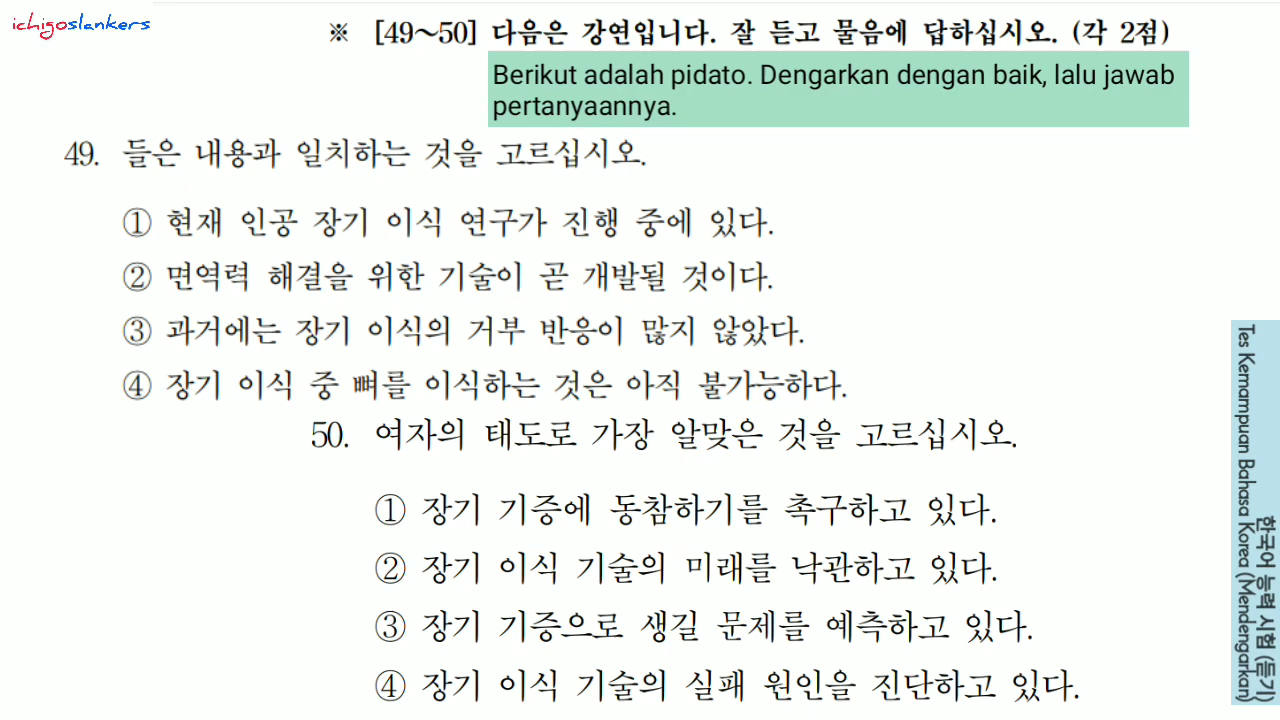 ichigoslankers
※ [49～50] 다음은 강연입니다. 잘 듣고 물음에 답하십시오. (각 2점)
Berikut adalah pidato. Dengarkan dengan baik, lalu jawab
pertanyaannya.
49. 들은 내용과 일치하는 것을 고르십시오.
① 현재 인공 장기 이식 연구가 진행 중에 있다.
② 면역력 해결을 위한 기술이 곧 개발될 것이다.
③ 과거에는 장기 이식의 거부 반응이 많지 않았다.
④ 장기 이식 중 뼈를 이식하는 것은 아직 불가능하다.
50. 여자의 태도로 가장 알맞은 것을 고르십시오.
① 장기 기증에 동참하기를 촉구하고 있다.
② 장기 이식 기술의 미래를 낙관하고 있다.
③ 장기 기증으로 생길 문제를 예측하고 있다.
④ 장기 이식 기술의 실패 원인을 진단하고 있다.
한국어 능력 시험 (듣기)
Tes Kemampuan Bahasa Korea (Mendengarkan)